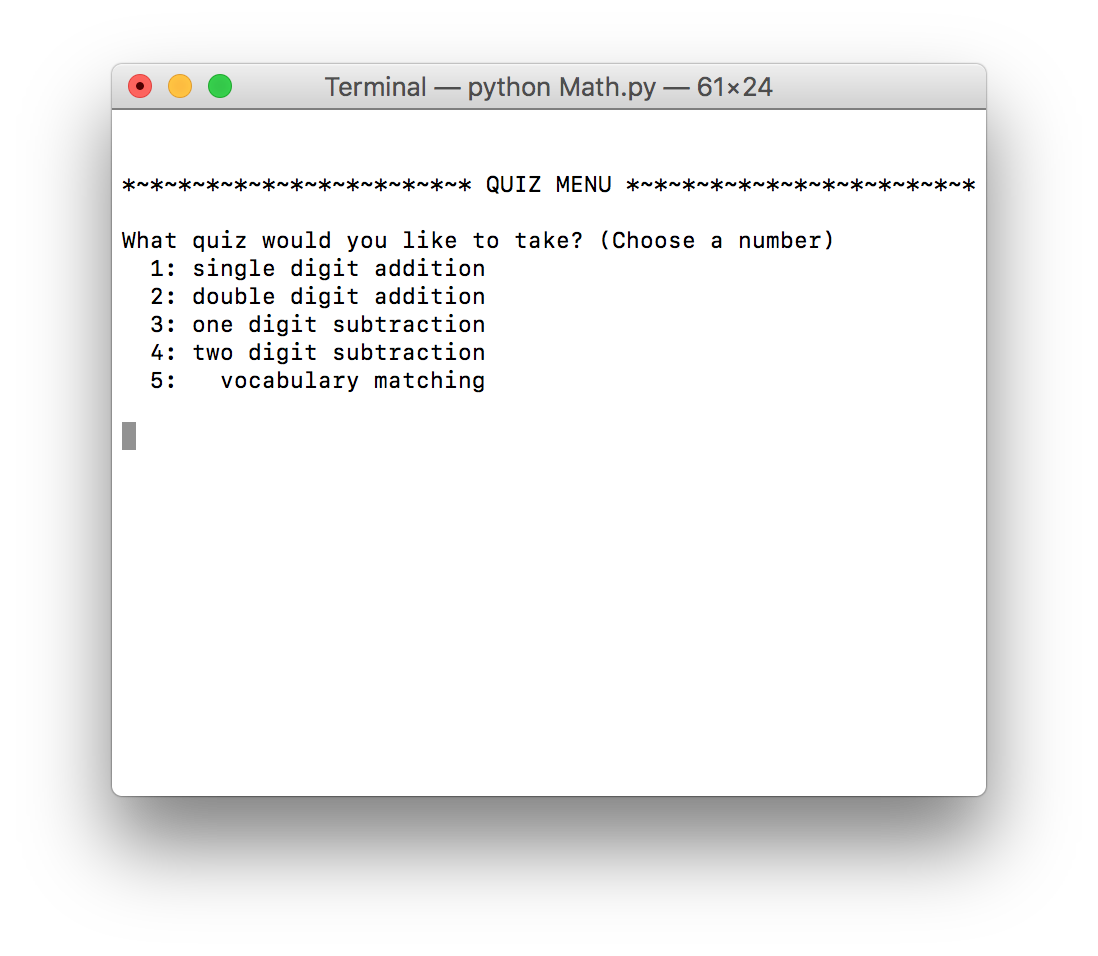 Terminal — python Math.py — 61×24
*~*~*~*~*~*~*~*~*~*~*~*~* QUIZ MENU *~*~*~*~*~*~*~*~*~*~*~*~*
What quiz would you like to take? (Choose a number)
  1: single digit addition
  2: double digit addition
  3: one digit subtraction
  4: two digit subtraction
  5:   vocabulary matching